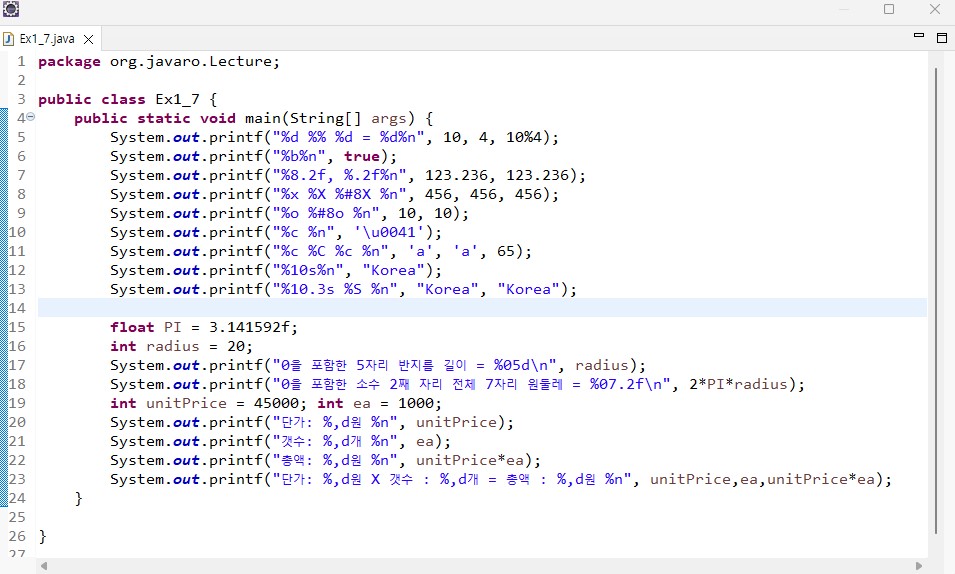 Ex1_7.java
1 package org.javaro.Lecture;
2
3 public class Ex1_7 {
4     public static void main(String[] args) {
5         System.out.printf("%d %% %d = %d%n", 10, 4, 10%4);
6         System.out.printf("%b%n", true);
7         System.out.printf("%8.2f, %.2f%n", 123.236, 123.236);
8         System.out.printf("%x %X %#8X %n", 456, 456, 456);
9         System.out.printf("%o %#8o %n", 10, 10);
10         System.out.printf("%c %n", '\u0041');
11         System.out.printf("%c %C %c %n", 'a', 'a', 65);
12         System.out.printf("%10s%n", "Korea");
13         System.out.printf("%10.3s %S %n", "Korea", "Korea");
14
15         float PI = 3.141592f;
16         int radius = 20;
17         System.out.printf("0을 포함한 5자리 반지름 길이 = %05d\n", radius);
18         System.out.printf("0을 포함한 소수 2째 자리 전체 7자리 원둘레 = %07.2f\n", 2*PI*radius);
19         int unitPrice = 45000; int ea = 1000;
20         System.out.printf("단가: %,d원 %n", unitPrice);
21         System.out.printf("갯수: %,d개 %n", ea);
22         System.out.printf("총액: %,d원 %n", unitPrice*ea);
23         System.out.printf("단가: %,d원 X 갯수 : %,d개 = 총액 : %,d원 %n", unitPrice,ea,unitPrice*ea);
24     }
25
26 }
27